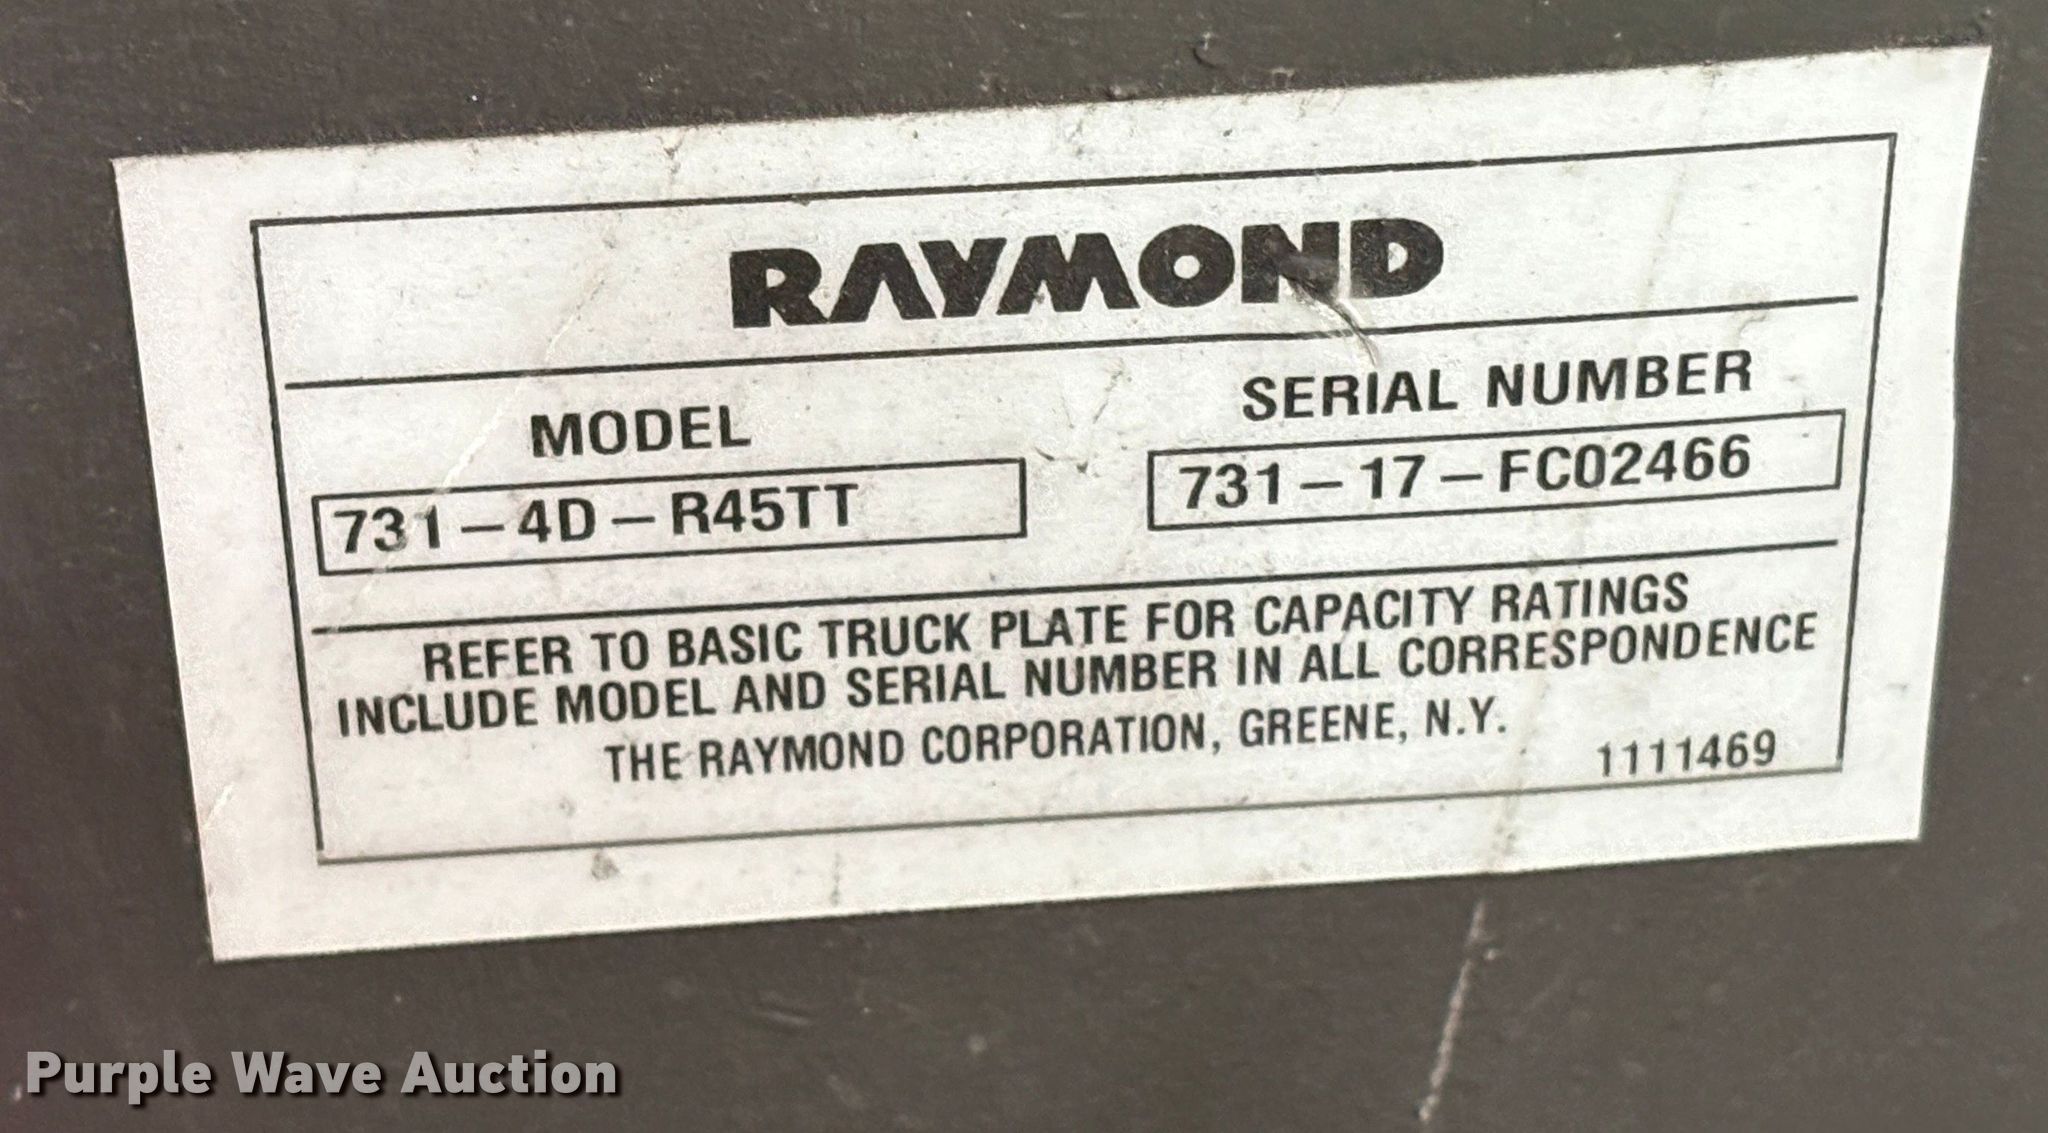 RAYMOND
MODEL
SERIAL NUMBER
731-4D-R45TT
731-17-FC02466
REFER TO BASIC TRUCK PLATE FOR CAPACITY RATINGS
INCLUDE MODEL AND SERIAL NUMBER IN ALL CORRESPONDENCE
THE RAYMOND CORPORATION, GREENE, N.Y.
1111469
Purple Wave Auction